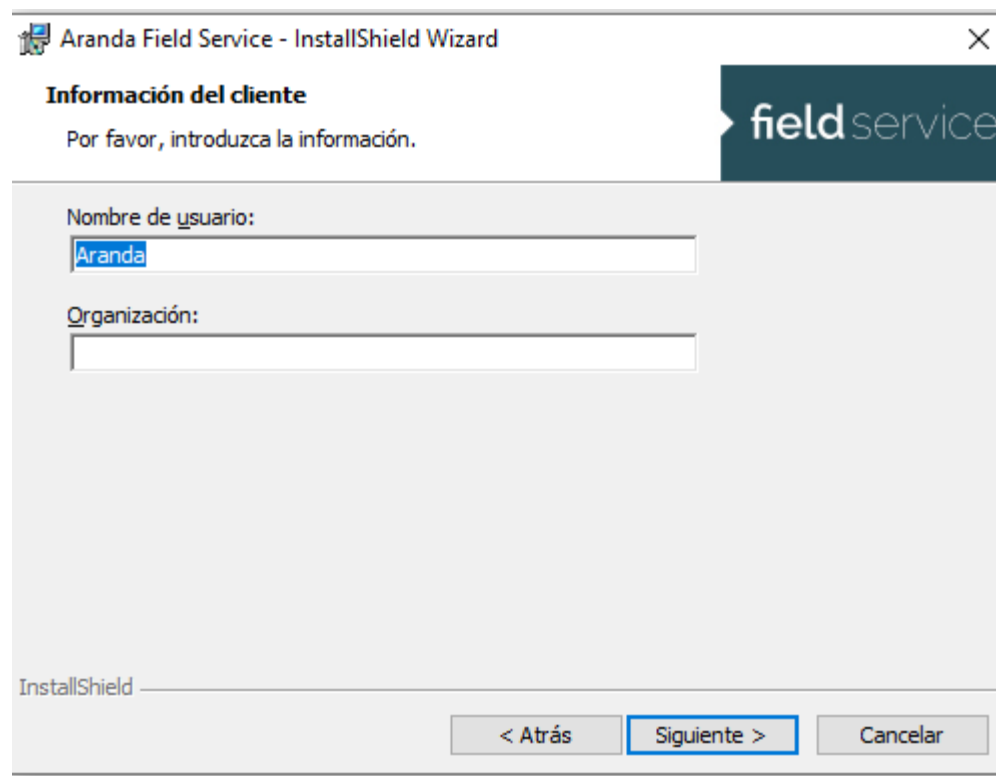 Aranda Field Service - InstallShield Wizard
Información del cliente
Por favor, introduzca la información.
field service
Nombre de usuario:
Aranda
Organización:
InstallShield
< Atrás
Siguiente >
Cancelar